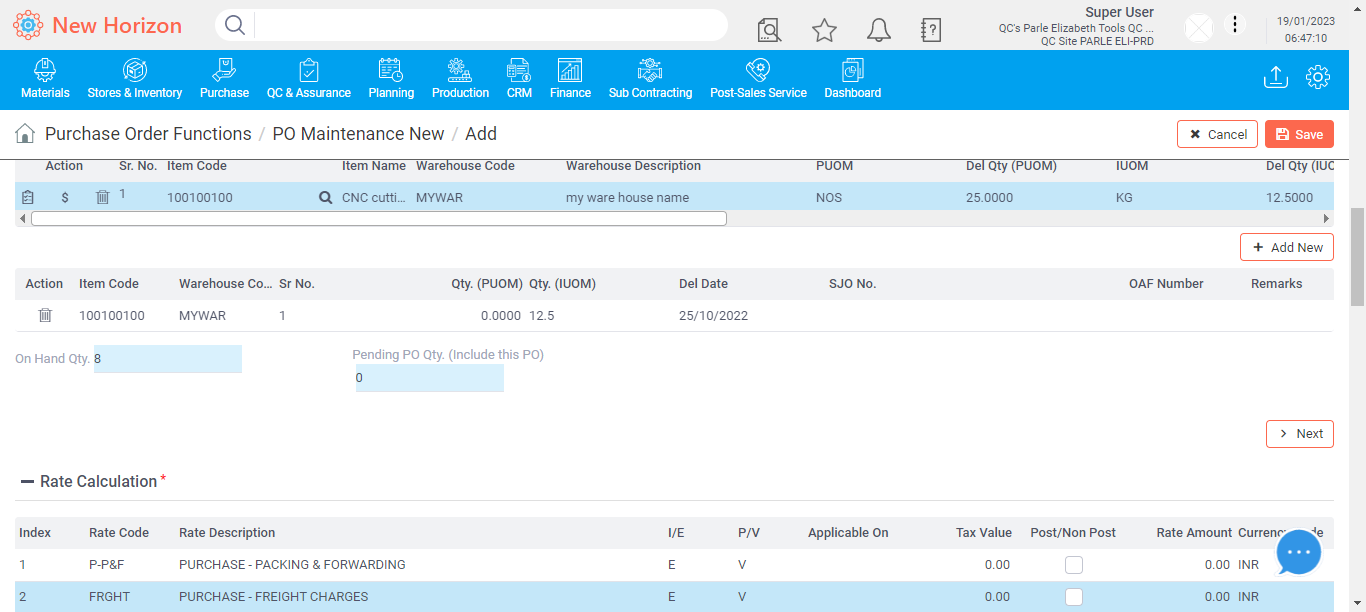 New Horizon
Super User
QC's Parle Elizabeth Tools QC ...
QC Site PARLE ELI-PRD
19/01/2023
06:47:10
Materials Stores & Inventory Purchase QC & Assurance Planning Production CRM Finance Sub Contracting Post-Sales Service Dashboard
Purchase Order Functions / PO Maintenance New / Add
Cancel Save
Action Sr. No. Item Code Item Name Warehouse Code Warehouse Description PUOM Del Qty (PUOM) IUOM Del Qty (IUO
$ 1 100100100 CNC cutti... MYWAR my ware house name NOS 25.0000 KG 12.5000
+ Add New
Action Item Code Warehouse Co... Sr No. Qty. (PUOM) Qty. (IUOM) Del Date SJO No. OAF Number Remarks
100100100 MYWAR 1 0.0000 12.5 25/10/2022
On Hand Qty. 8
Pending PO Qty. (Include this PO)
0
> Next
Rate Calculation *
Index Rate Code Rate Description I/E P/V Applicable On Tax Value Post/Non Post Rate Amount Currency
1 P-P&F PURCHASE - PACKING & FORWARDING E V 0.00 0.00 INR
2 FRGHT PURCHASE - FREIGHT CHARGES E V 0.00 0.00 INR